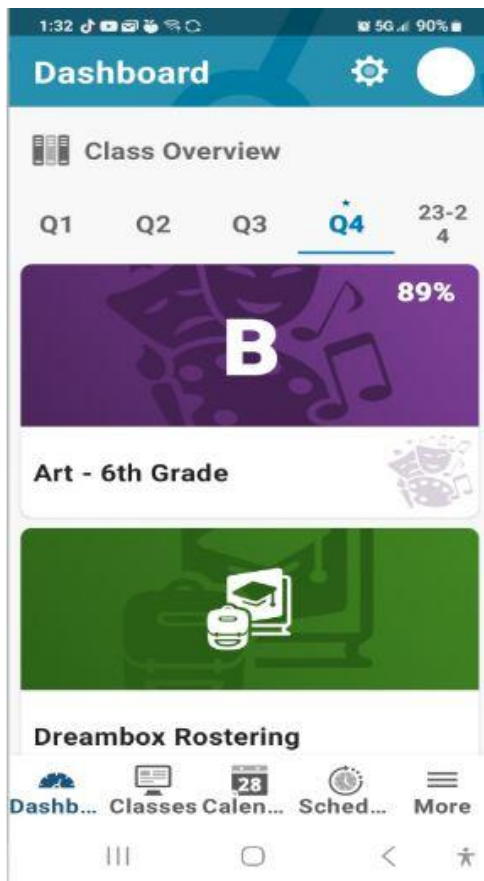 1:32 5G 90%
Dashboard
Class Overview
Q1 Q2 Q3 Q4 23-2
4
89%
B
Art - 6th Grade
Dreambox Rostering
28
Dashb... Classes Calen... Sched... More